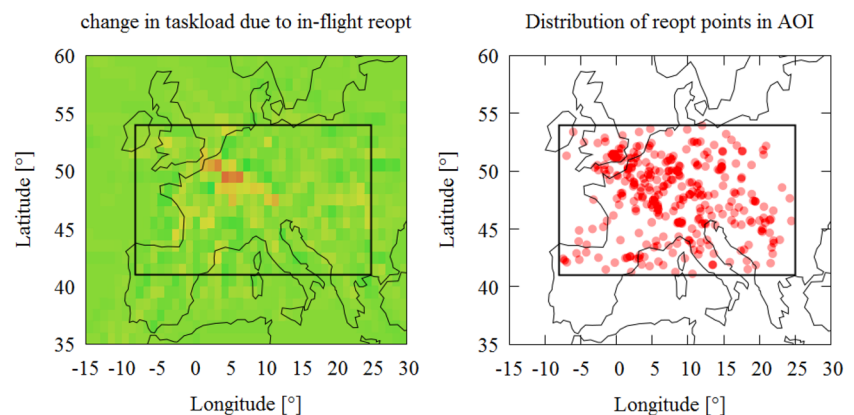 change in taskload due to in-flight reopt
60
55
50
45
40
35
Latitude [°]
-15 -10 -5 0 5 10 15 20 25 30
Longitude [°]
Distribution of reopt points in AOI
60
55
50
45
40
35
Latitude [°]
-15 -10 -5 0 5 10 15 20 25 30
Longitude [°]